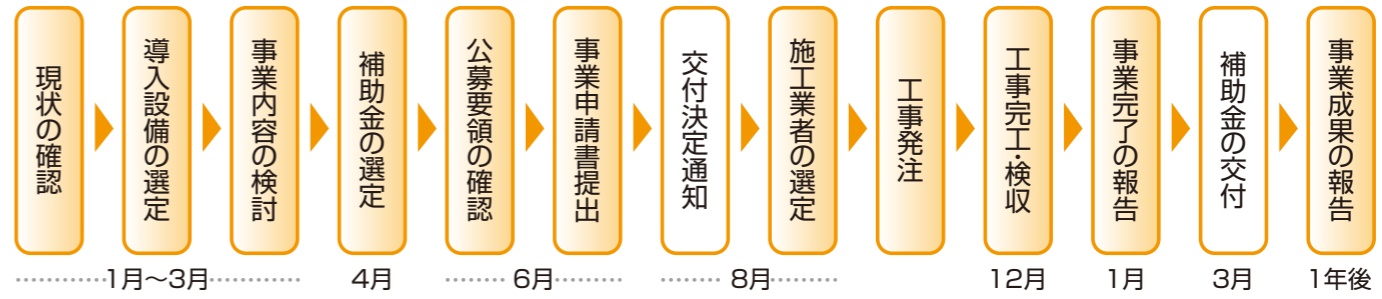 現状の確認
導入設備の選定
事業内容の検討
補助金の選定
公募要領の確認
事業申請書提出
交付決定通知
施工業者の選定
工事発注
工事完工・検収
事業完了の報告
補助金の交付
事業成果の報告
1月～3月
4月
6月
8月
12月
1月
3月
1年後